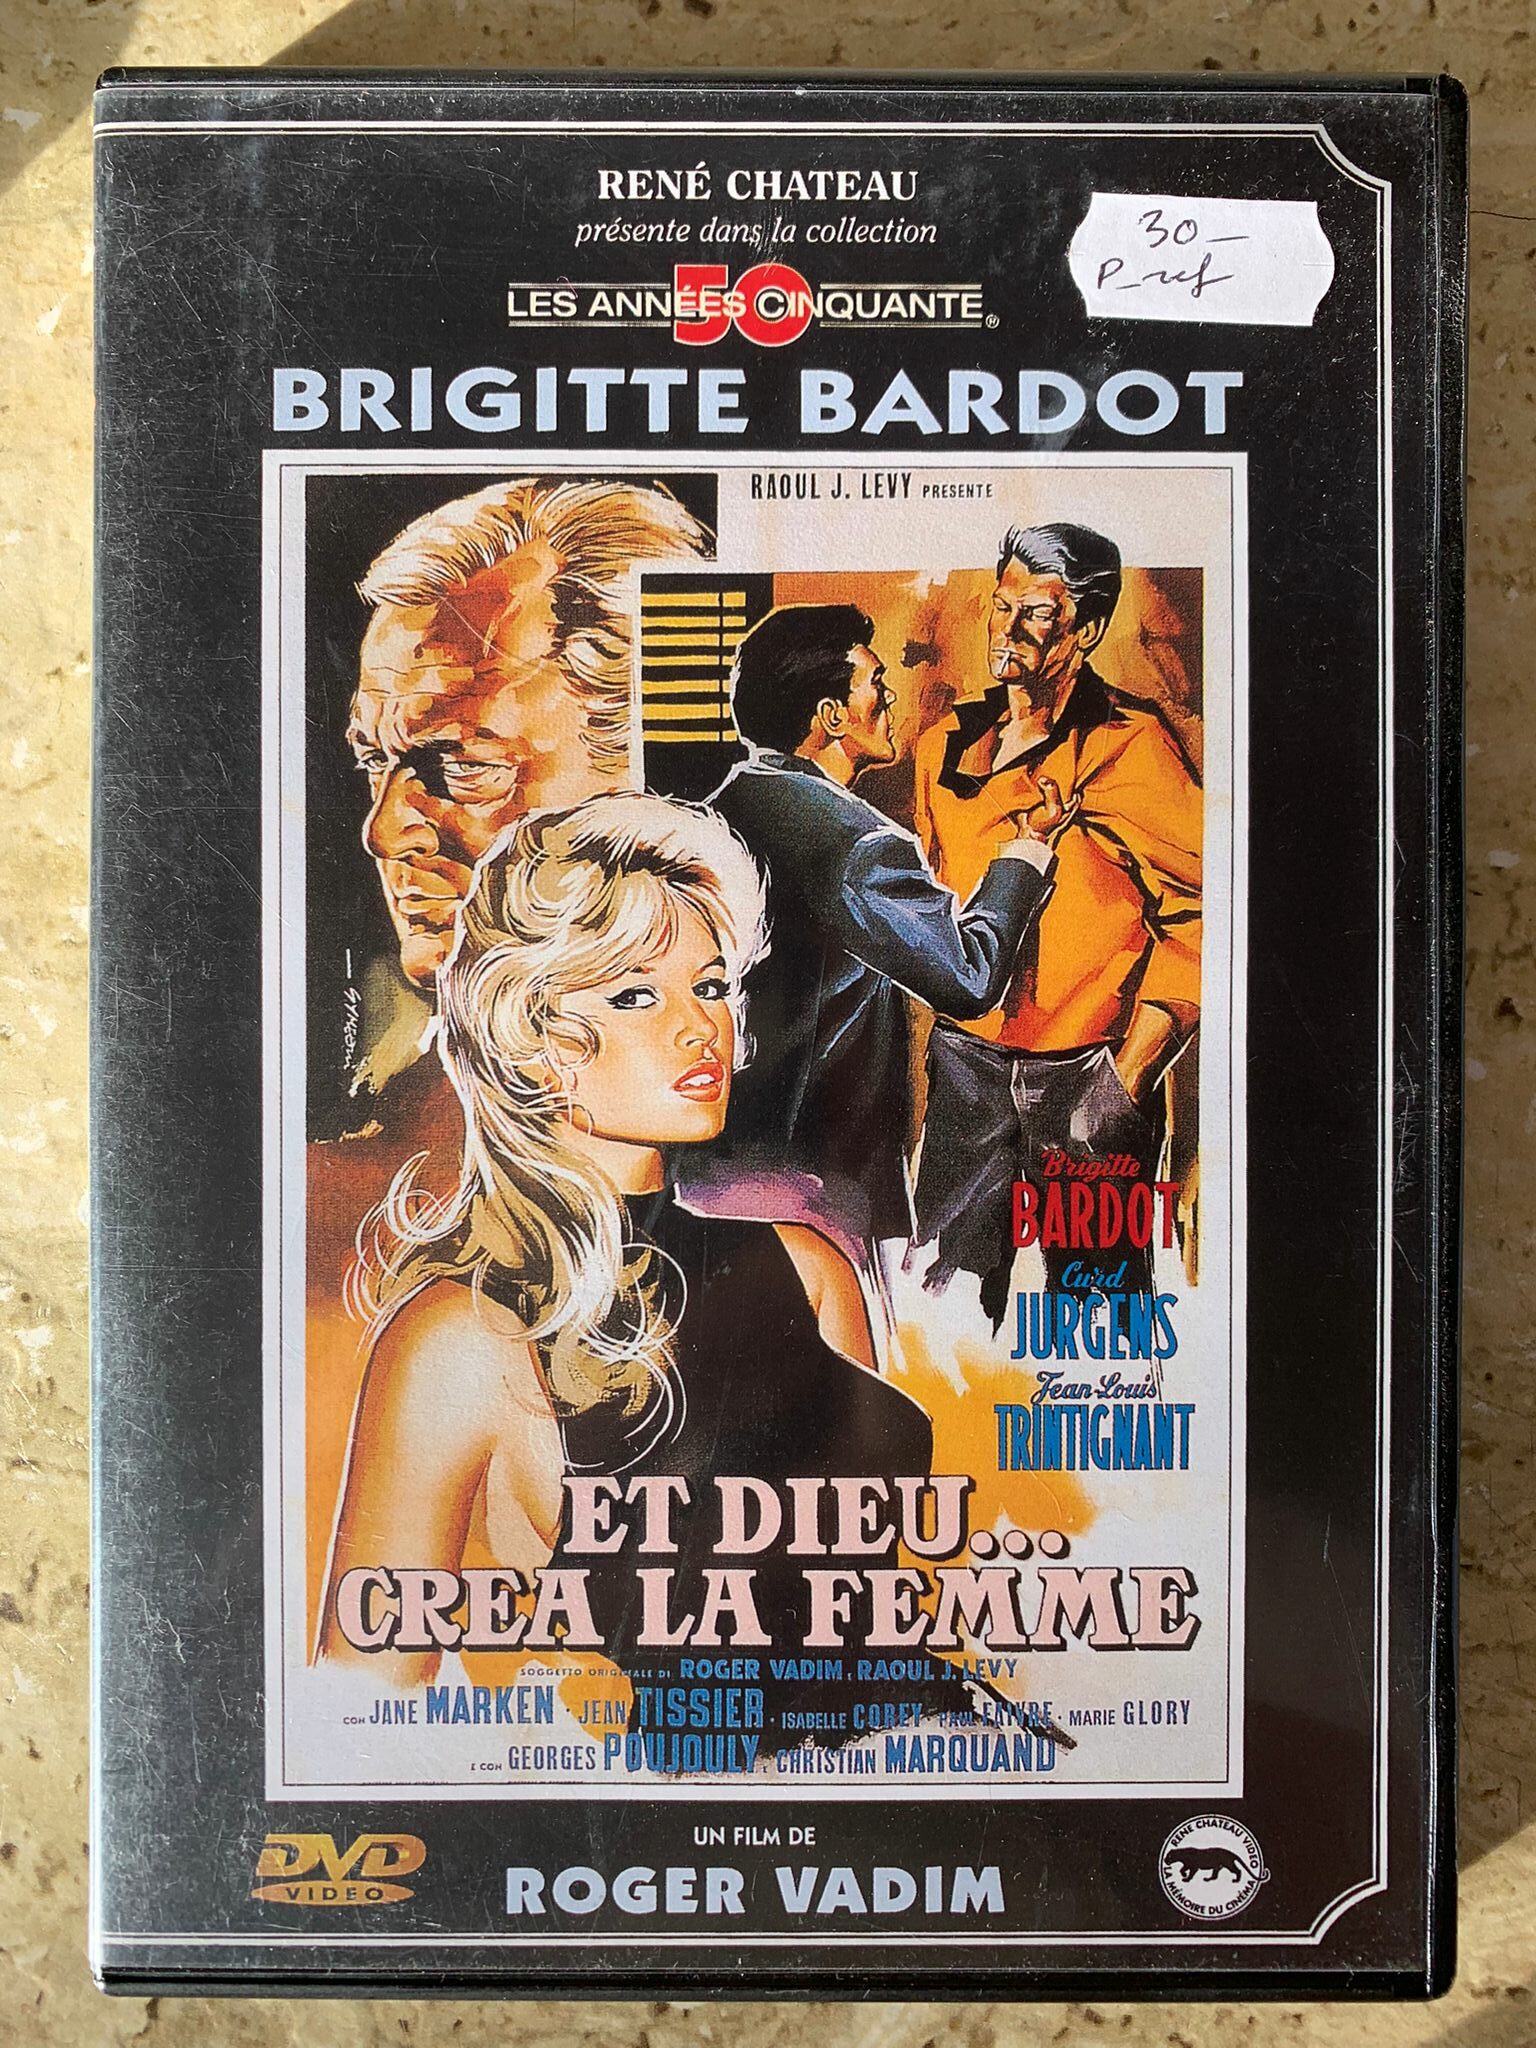 RENÉ CHATEAU
présente dans la collection
30_
50
LES ANNÉES CINQUANTE ®
BRIGITTE BARDOT
RAOUL J. LEVY PRESENTE
Brigitte
BARDOT
Curd
JURGENS
Jean-Louis
TRINTIGNANT
ET DIEU...
CREA LA FEMME
SOGGETTO ORIGINALE DI ROGER VADIM E RAOUL J. LEVY
CON JANE MARKEN · JEAN TISSIER · ISABELLE COREY · PAUL FAIVRE · MARIE GLORY
E CON GEORGES POUJOULY E CHRISTIAN MARQUAND
DVD
VIDEO
UN FILM DE
ROGER VADIM
RENE CHATEAU VIDEO
LA MÉMOIRE DU CINÉMA